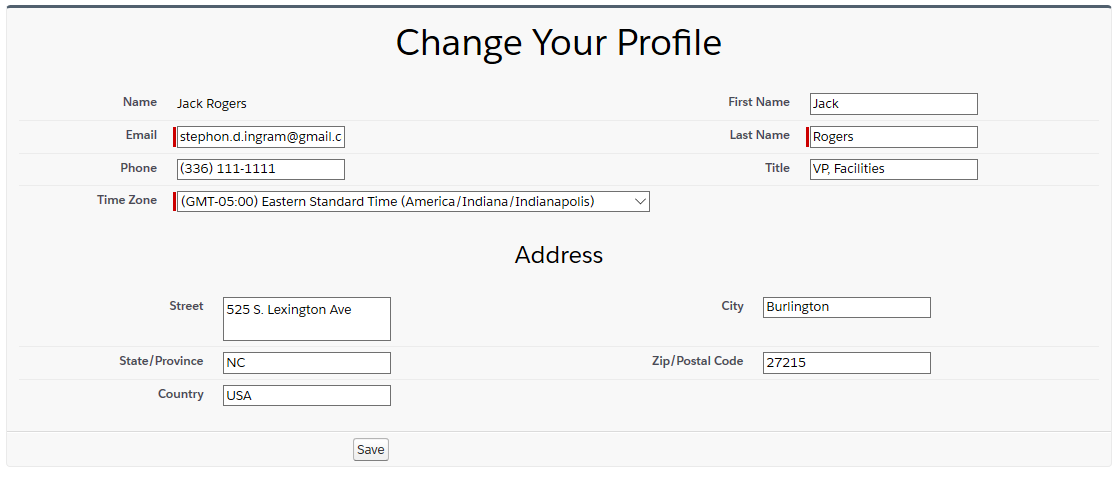 Change Your Profile
Name Jack Rogers First Name Jack
Email stephon.d.ingram@gmail.c Last Name Rogers
Phone (336) 111-1111 Title VP, Facilities
Time Zone (GMT-05:00) Eastern Standard Time (America/Indiana/Indianapolis)
Address
Street 525 S. Lexington Ave City Burlington
State/Province NC Zip/Postal Code 27215
Country USA
Save